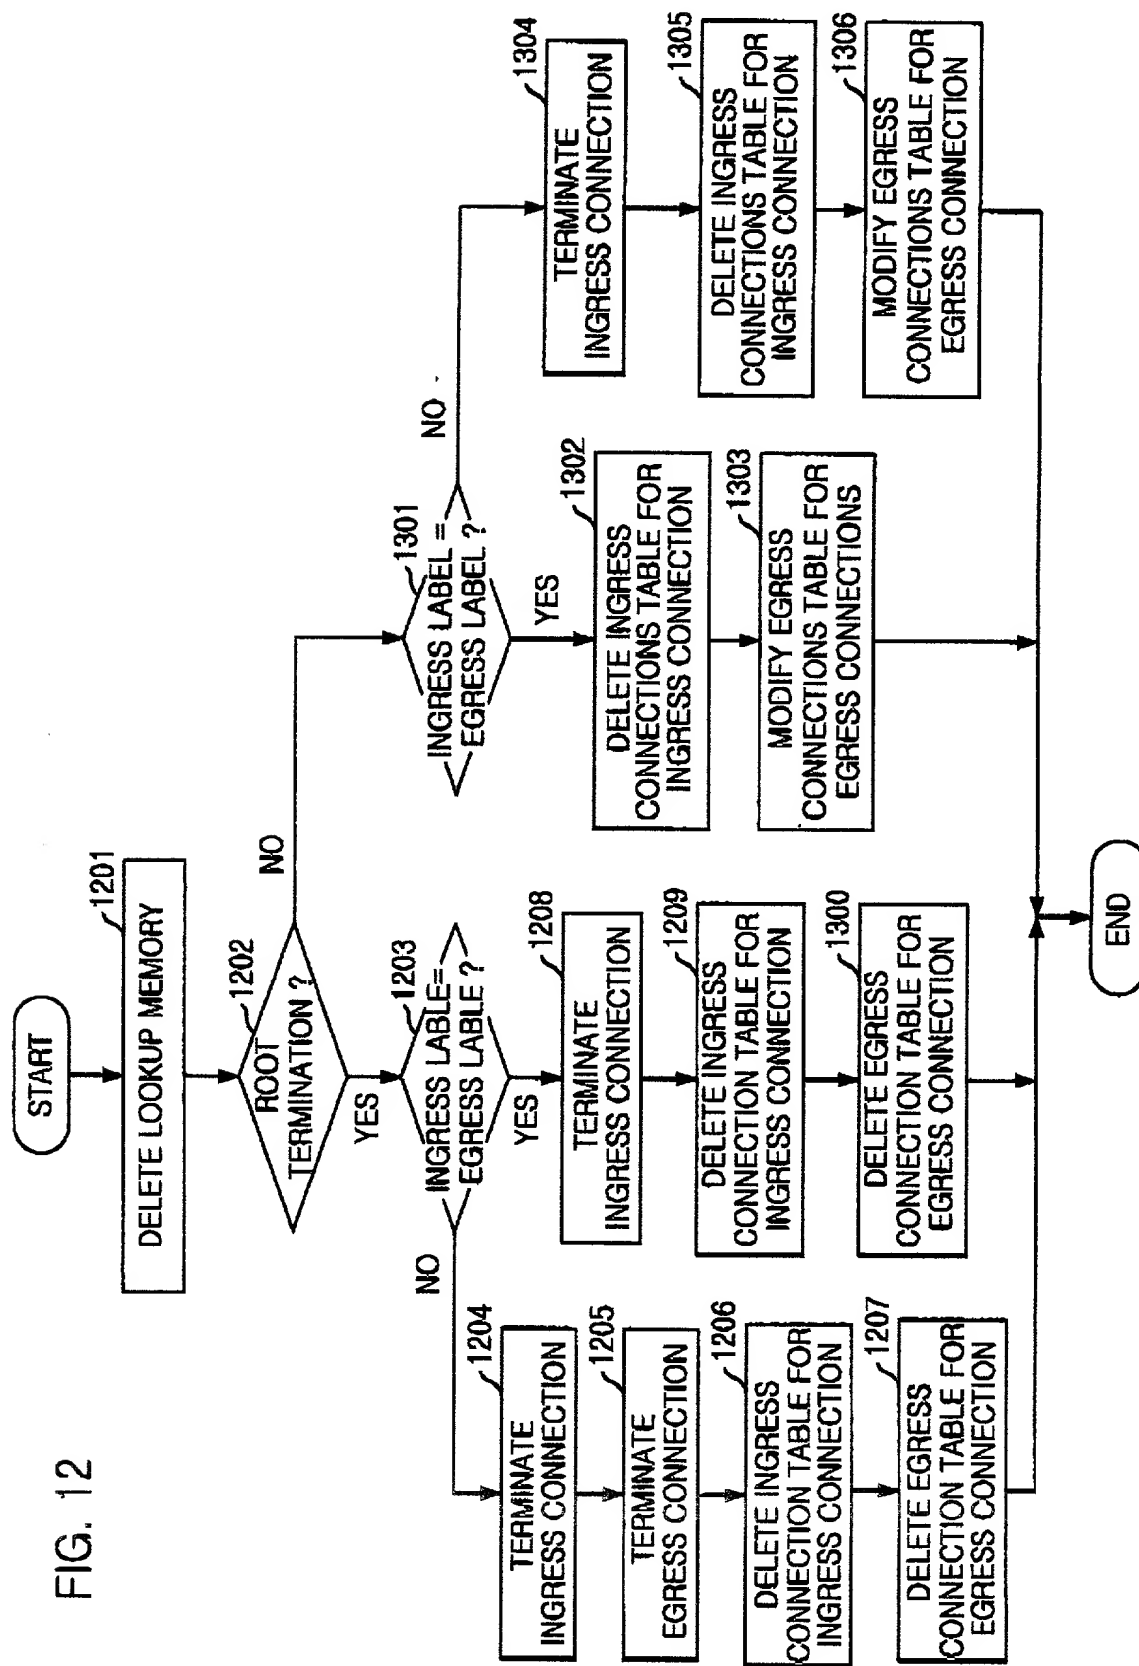 FIG. 12
START
1201
DELETE LOOKUP MEMORY
1202
ROOT
TERMINATION ?
NO
YES
1203
INGRESS LABLE=
EGRESS LABLE ?
NO
YES
1301
INGRESS LABEL =
EGRESS LABEL ?
NO
YES
1204
TERMINATE
INGRESS CONNECTION
1205
TERMINATE
EGRESS CONNECTION
1206
DELETE INGRESS
CONNECTION TABLE FOR
INGRESS CONNECTION
1207
DELETE EGRESS
CONNECTION TABLE FOR
EGRESS CONNECTION
1208
TERMINATE
INGRESS CONNECTION
1209
DELETE INGRESS
CONNECTION TABLE FOR
INGRESS CONNECTION
1300
DELETE EGRESS
CONNECTION TABLE FOR
EGRESS CONNECTION
1302
DELETE INGRESS
CONNECTIONS TABLE FOR
INGRESS CONNECTION
1303
MODIFY EGRESS
CONNECTIONS TABLE FOR
EGRESS CONNECTIONS
1304
TERMINATE
INGRESS CONNECTION
1305
DELETE INGRESS
CONNECTIONS TABLE FOR
INGRESS CONNECTION
1306
MODIFY EGRESS
CONNECTIONS TABLE FOR
EGRESS CONNECTION
END